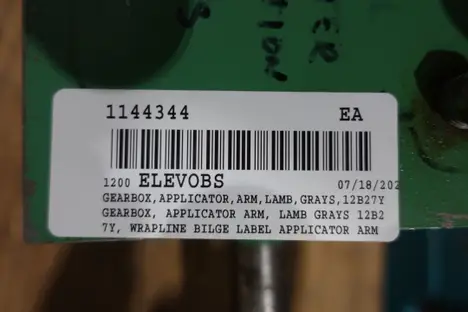 1144344 EA
1200 ELEVOBS 07/18/202
GEARBOX,APPLICATOR,ARM,LAMB,GRAYS,12B27Y
GEARBOX, APPLICATOR ARM, LAMB GRAYS 12B2
7Y, WRAPLINE BILGE LABEL APPLICATOR ARM